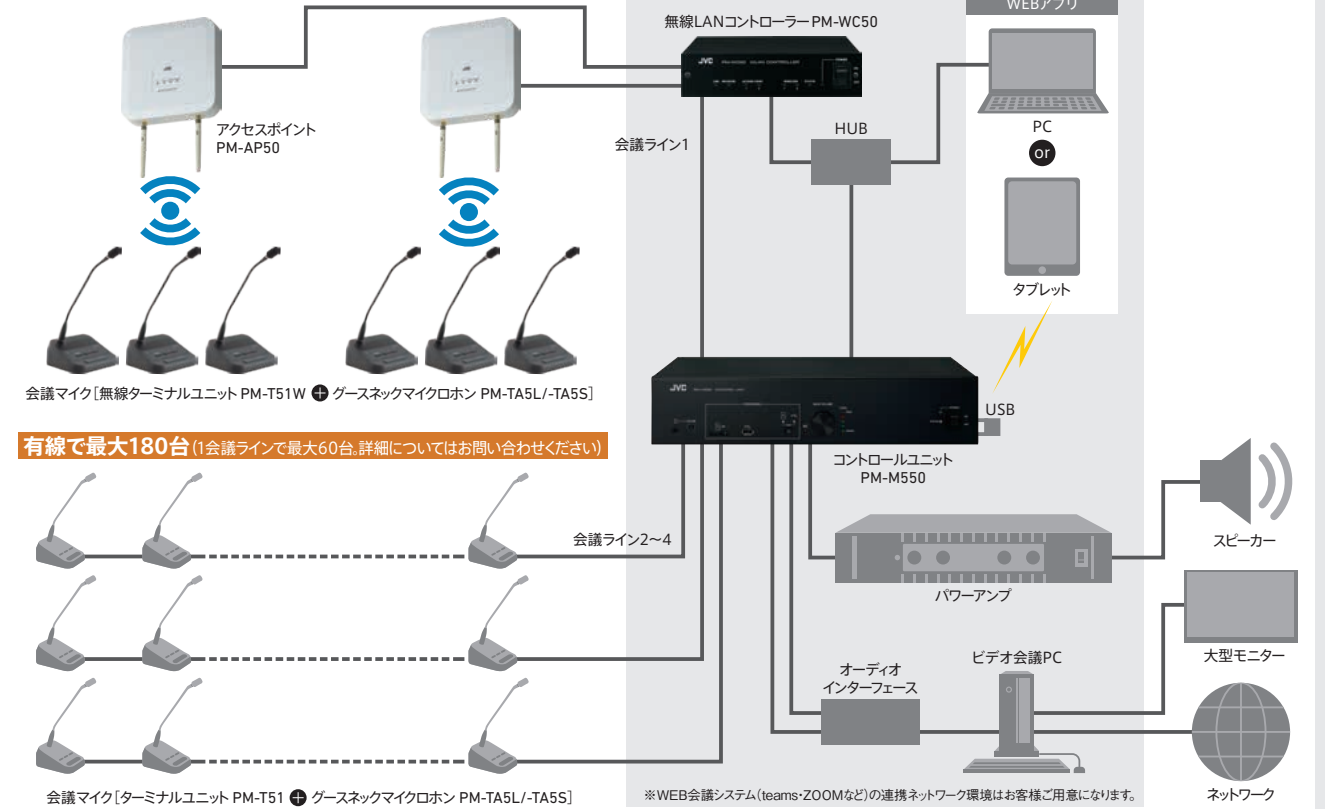 WEBアプリ
無線LANコントローラーPM-WC50
JVC
アクセスポイント
PM-AP50
会議ライン1
HUB
PC
or
タブレット
会議マイク[無線ターミナルユニット PM-T51W + グースネックマイクロホン PM-TA5L/-TA5S]
JVC
USB
コントロールユニット
PM-M550
有線で最大180台(1会議ラインで最大60台。詳細についてはお問い合わせください)
会議ライン2〜4
スピーカー
パワーアンプ
オーディオ
インターフェース
ビデオ会議PC
大型モニター
ネットワーク
会議マイク[ターミナルユニット PM-T51 + グースネックマイクロホン PM-TA5L/-TA5S]
※WEB会議システム(teams・ZOOMなど)の連携ネットワーク環境はお客様ご用意になります。